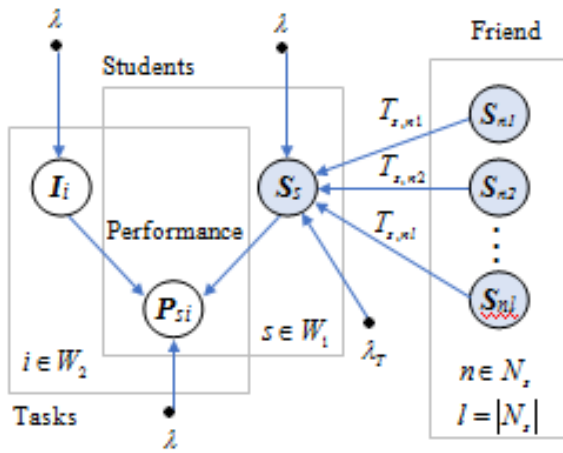 λ
λ
Friend
Students
S_{n1}
T_{s,n1}
I_i
S_s
T_{s,n2}
S_{n2}
Performance
T_{s,nl}
⋮
P_{si}
S_{nl}
i ∈ W_2
s ∈ W_1
λ_T
n ∈ N_s
Tasks
λ
l = |N_s|